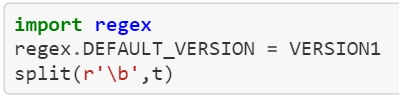 import regex
regex.DEFAULT_VERSION = VERSION1
split(r'\b',t)